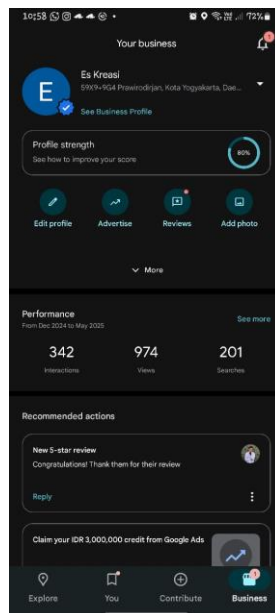 10:58
72%
Your business
E
Es Kreasi
59X9+9G4 Prawirodirjan, Kota Yogyakarta, Dae...
See Business Profile
Profile strength
See how to improve your score
80%
Edit profile
Advertise
Reviews
Add photo
More
Performance
From Dec 2024 to May 2025
See more
342
974
201
Interactions
Views
Searches
Recommended actions
New 5-star review
Congratulations! Thank them for their review
Reply
Claim your IDR 3,000,000 credit from Google Ads
1
Explore
You
Contribute
Business